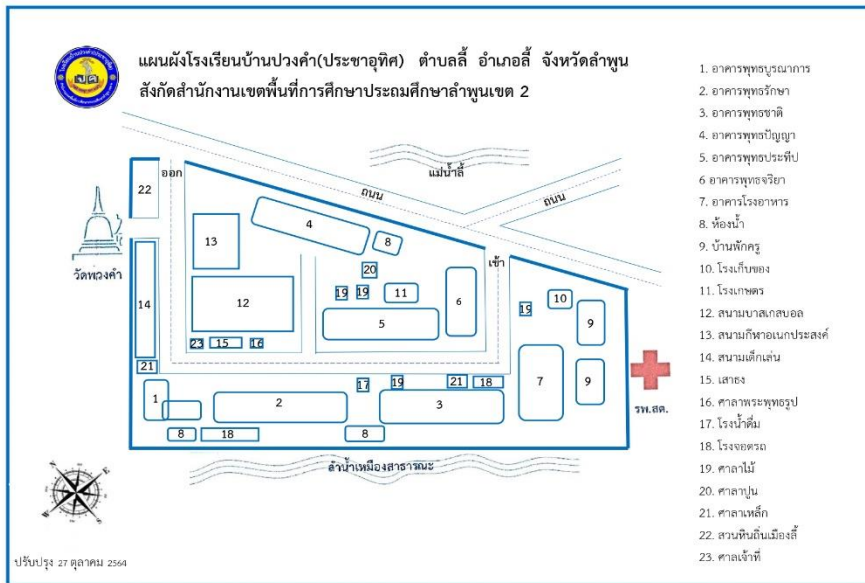 แผนผังโรงเรียนบ้านปวงคำ(ประชาอุทิศ) ตำบลลี้ อำเภอลี้ จังหวัดลำพูน
สังกัดสำนักงานเขตพื้นที่การศึกษาประถมศึกษาลำพูนเขต 2
1. อาคารพุทธบูรณาการ
2. อาคารพุทธรักษา
3. อาคารพุทธชาติ
4. อาคารพุทธปัญญา
5. อาคารพุทธประทีป
6 อาคารพุทธจริยา
7. อาคารโรงอาหาร
8. ห้องน้ำ
9. บ้านพักครู
10. โรงเก็บของ
11. โรงเกษตร
12. สนามบาสเกสบอล
13. สนามกีฬาอเนกประสงค์
14. สนามเด็กเล่น
15. เสาธง
16. ศาลาพระพุทธรูป
17. โรงน้ำดื่ม
18. โรงจอดรถ
19. ศาลาไม้
20. ศาลาปูน
21. ศาลาเหล็ก
22. สวนหินถิ่นเมืองลี้
23. ศาลเจ้าที่
แม่น้ำลี้
ออก
ถนน
ถนน
22
4
13
8
เข้า
วัดพวงคำ
20
19
19
11
6
10
14
12
19
9
5
23
15
16
21
17
19
21
18
7
9
1
2
3
รพ.สต.
8
18
8
ลำน้ำเหมืองสาธารณะ
N
E
W
S
ปรับปรุง 27 ตุลาคม 2564